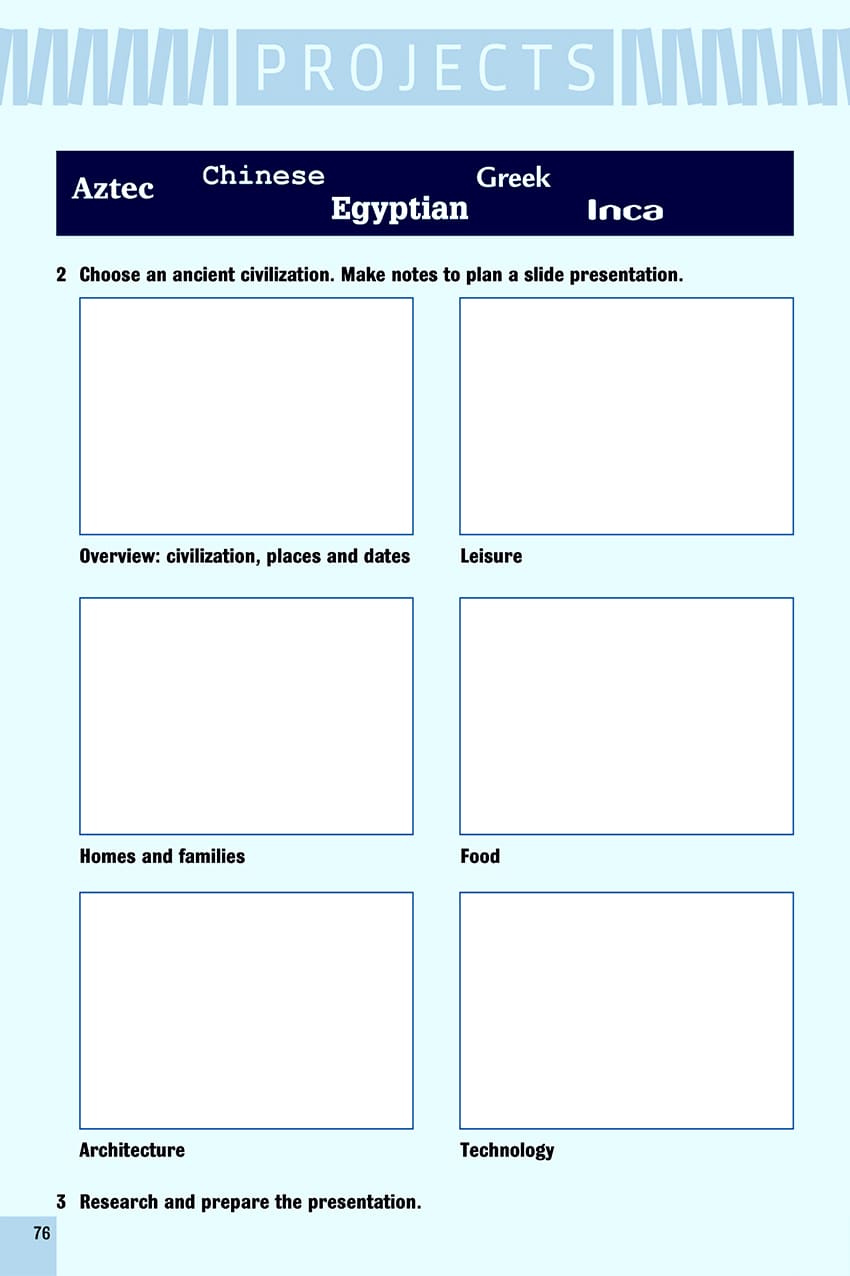 PROJECTS
Aztec Chinese Egyptian Greek Inca
2 Choose an ancient civilization. Make notes to plan a slide presentation.
Overview: civilization, places and dates
Leisure
Homes and families
Food
Architecture
Technology
3 Research and prepare the presentation.
76